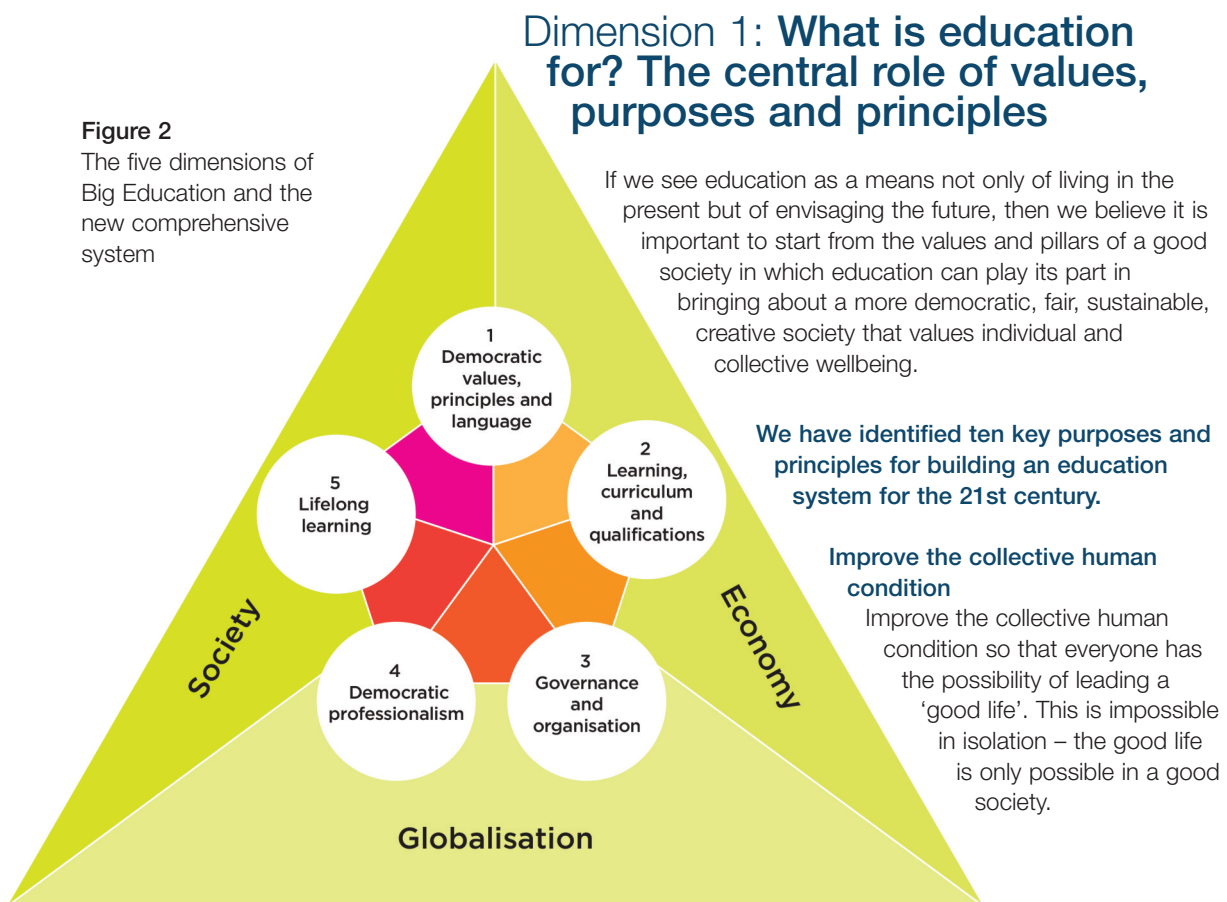 Dimension 1: What is education
for? The central role of values,
purposes and principles
Figure 2
The five dimensions of
Big Education and the
new comprehensive
system
If we see education as a means not only of living in the
present but of envisaging the future, then we believe it is
important to start from the values and pillars of a good
society in which education can play its part in
bringing about a more democratic, fair, sustainable,
creative society that values individual and
collective wellbeing.
We have identified ten key purposes and
principles for building an education
system for the 21st century.
Improve the collective human
condition
Improve the collective human
condition so that everyone has
the possibility of leading a
‘good life’. This is impossible
in isolation – the good life
is only possible in a good
society.
1
Democratic
values,
principles and
language
2
Learning,
curriculum
and
qualifications
3
Governance
and
organisation
4
Democratic
professionalism
5
Lifelong
learning
Society
Economy
Globalisation